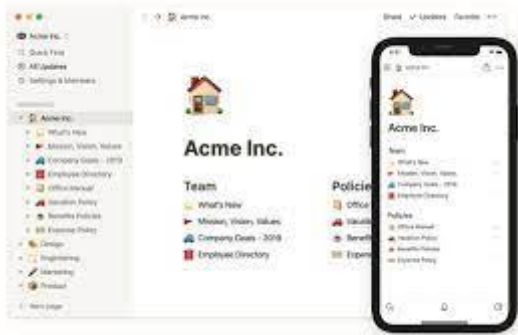 Acme Inc.
Share ✓ Updates Favorite •••
Acme Inc.
Quick Find
All Updates
Settings & Members
Acme Inc.
What's New
Mission, Vision, Values
Company Goals - 2019
Employee Directory
Office Manual
Vacation Policy
Benefits Policies
Expense Policy
Design
Engineering
Marketing
Product
New page
Acme Inc.
Team
What's New
Mission, Vision, Values
Company Goals - 2019
Employee Directory
Policie
Office
Vacatio
Benefit
Expens
Acme Inc.
Acme Inc.
Team
What's New
Mission, Vision, Values
Company Goals - 2019
Employee Directory
Policies
Office Manual
Vacation Policy
Benefits Policies
Expense Policy